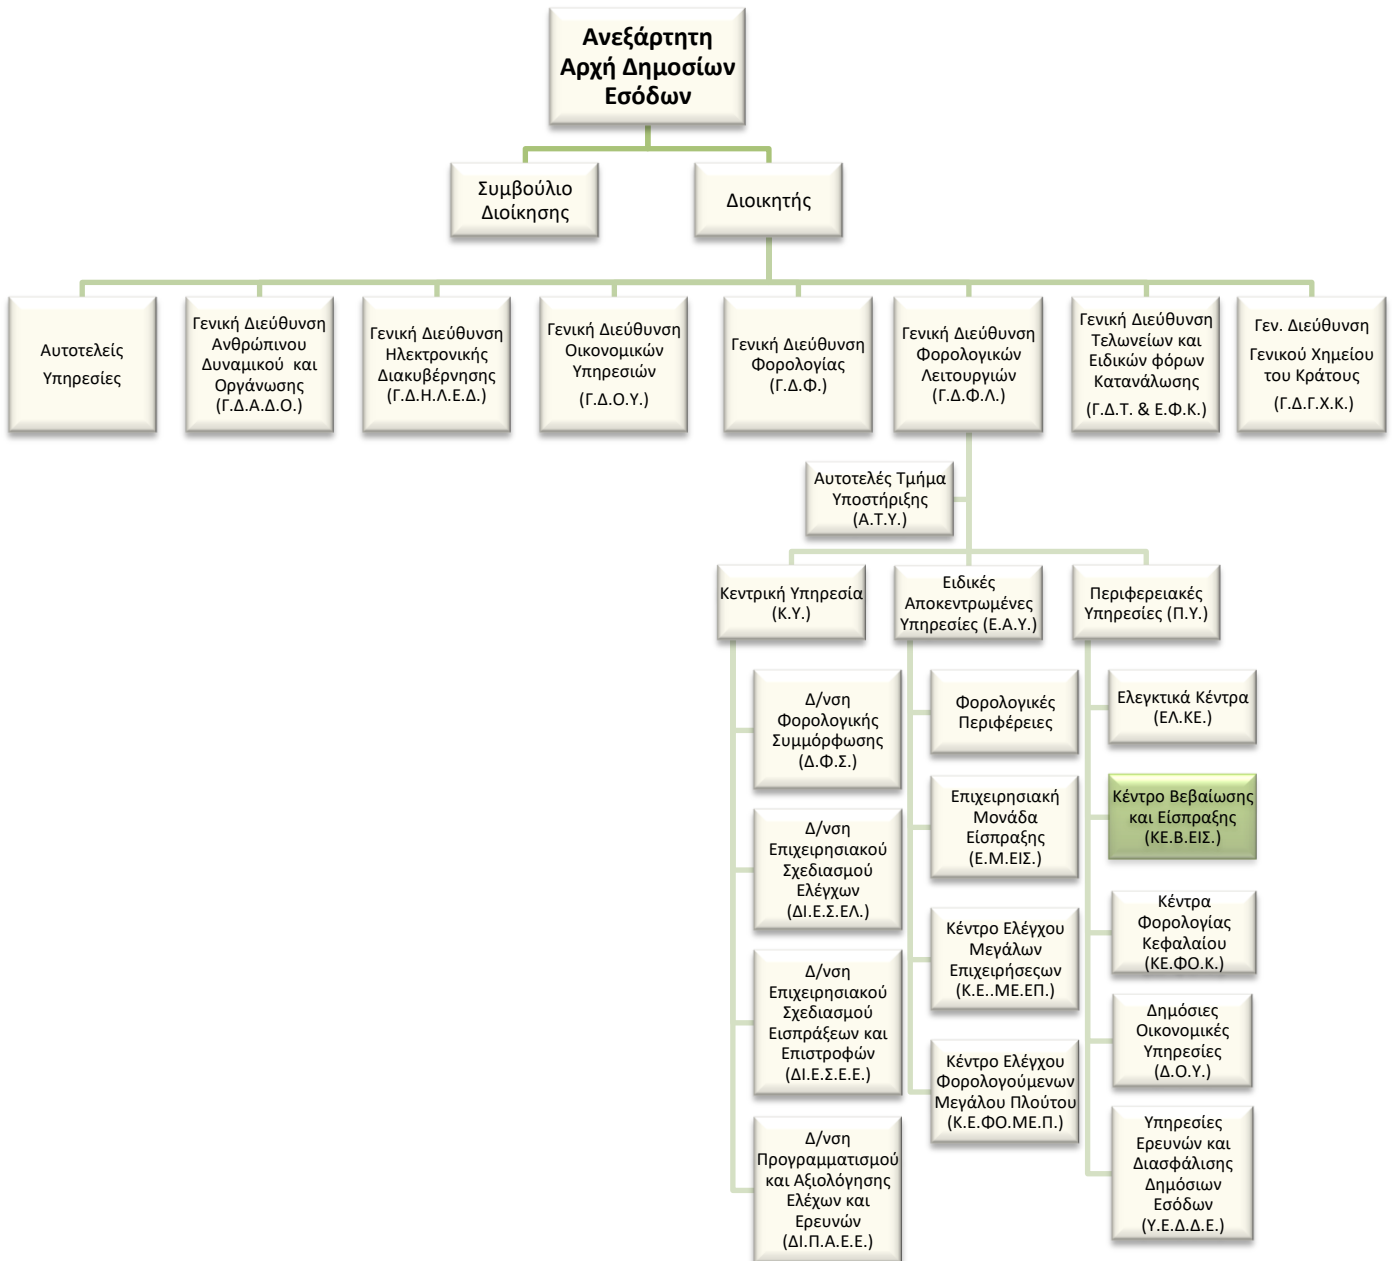 Ανεξάρτητη
Αρχή Δημοσίων
Εσόδων
Συμβούλιο
Διοίκησης
Διοικητής
Αυτοτελείς
Υπηρεσίες
Γενική Διεύθυνση
Ανθρώπινου
Δυναμικού και
Οργάνωσης
(Γ.Δ.Α.Δ.Ο.)
Γενική Διεύθυνση
Ηλεκτρονικής
Διακυβέρνησης
(Γ.Δ.Η.Λ.Ε.Δ.)
Γενική Διεύθυνση
Οικονομικών
Υπηρεσιών
(Γ.Δ.Ο.Υ.)
Γενική Διεύθυνση
Φορολογίας
(Γ.Δ.Φ.)
Γενική Διεύθυνση
Φορολογικών
Λειτουργιών
(Γ.Δ.Φ.Λ.)
Γενική Διεύθυνση
Τελωνείων και
Ειδικών φόρων
Κατανάλωσης
(Γ.Δ.Τ. & Ε.Φ.Κ.)
Γεν. Διεύθυνση
Γενικού Χημείου
του Κράτους
(Γ.Δ.Γ.Χ.Κ.)
Αυτοτελές Τμήμα
Υποστήριξης
(Α.Τ.Υ.)
Κεντρική Υπηρεσία
(Κ.Υ.)
Ειδικές
Αποκεντρωμένες
Υπηρεσίες (Ε.Α.Υ.)
Περιφερειακές
Υπηρεσίες (Π.Υ.)
Δ/νση
Φορολογικής
Συμμόρφωσης
(Δ.Φ.Σ.)
Δ/νση
Επιχειρησιακού
Σχεδιασμού
Ελέγχων
(ΔΙ.Ε.Σ.ΕΛ.)
Δ/νση
Επιχειρησιακού
Σχεδιασμού
Εισπράξεων και
Επιστροφών
(ΔΙ.Ε.Σ.Ε.Ε.)
Δ/νση
Προγραμματισμού
και Αξιολόγησης
Ελέχων και
Ερευνών
(ΔΙ.Π.Α.Ε.Ε.)
Φορολογικές
Περιφέρειες
Επιχειρησιακή
Μονάδα
Είσπραξης
(Ε.Μ.ΕΙΣ.)
Κέντρο Ελέγχου
Μεγάλων
Επιχειρήσεςων
(Κ.Ε..ΜΕ.ΕΠ.)
Κέντρο Ελέγχου
Φορολογούμενων
Μεγάλου Πλούτου
(Κ.Ε.ΦΟ.ΜΕ.Π.)
Ελεγκτικά Κέντρα
(ΕΛ.ΚΕ.)
Κέντρο Βεβαίωσης
και Είσπραξης
(ΚΕ.Β.ΕΙΣ.)
Κέντρα
Φορολογίας
Κεφαλαίου
(ΚΕ.ΦΟ.Κ.)
Δημόσιες
Οικονομικές
Υπηρεσίες
(Δ.Ο.Υ.)
Υπηρεσίες
Ερευνών και
Διασφάλισης
Δημόσιων
Εσόδων
(Υ.Ε.Δ.Δ.Ε.)